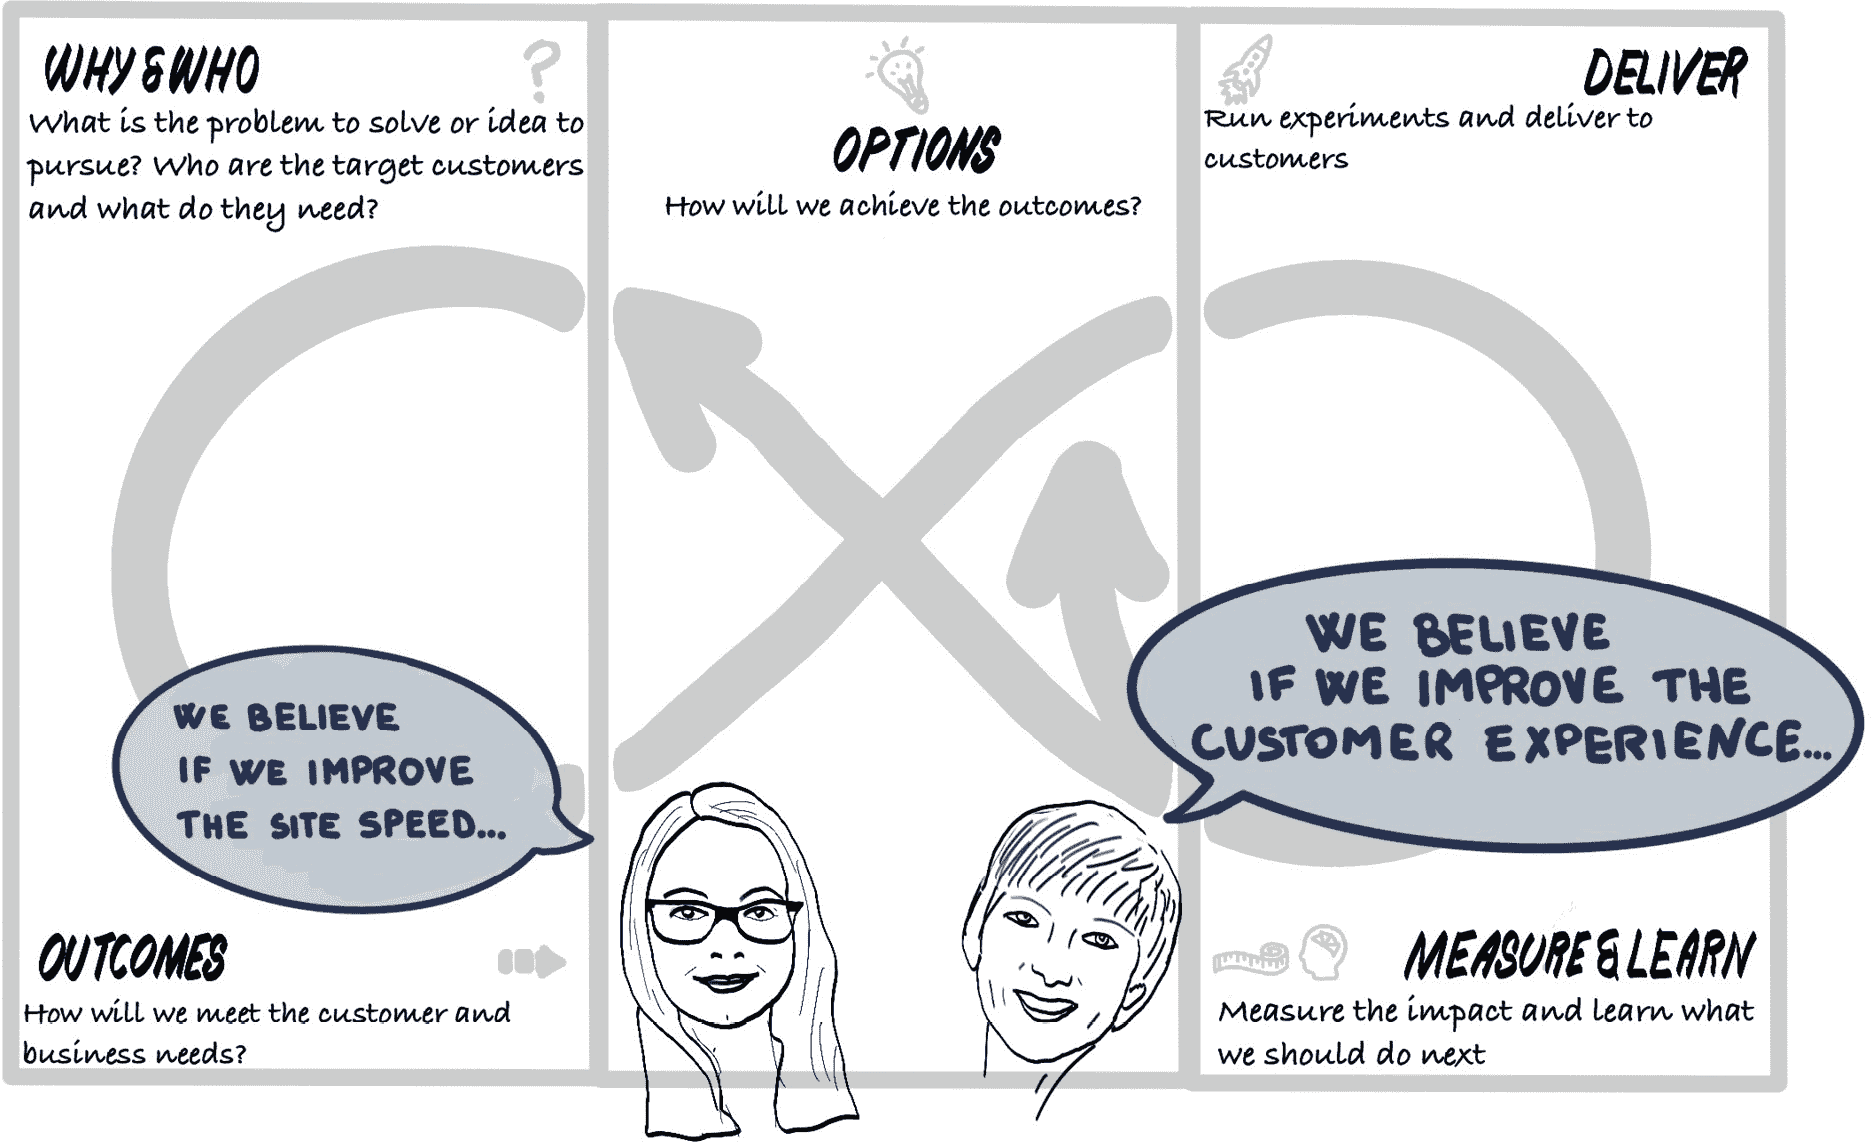 WHY & WHO
What is the problem to solve or idea to
pursue? Who are the target customers
and what do they need?
OPTIONS
How will we achieve the outcomes?
DELIVER
Run experiments and deliver to
customers
WE BELIEVE
IF WE IMPROVE
THE SITE SPEED...
WE BELIEVE
IF WE IMPROVE THE
CUSTOMER EXPERIENCE...
OUTCOMES
How will we meet the customer and
business needs?
MEASURE & LEARN
Measure the impact and learn what
we should do next